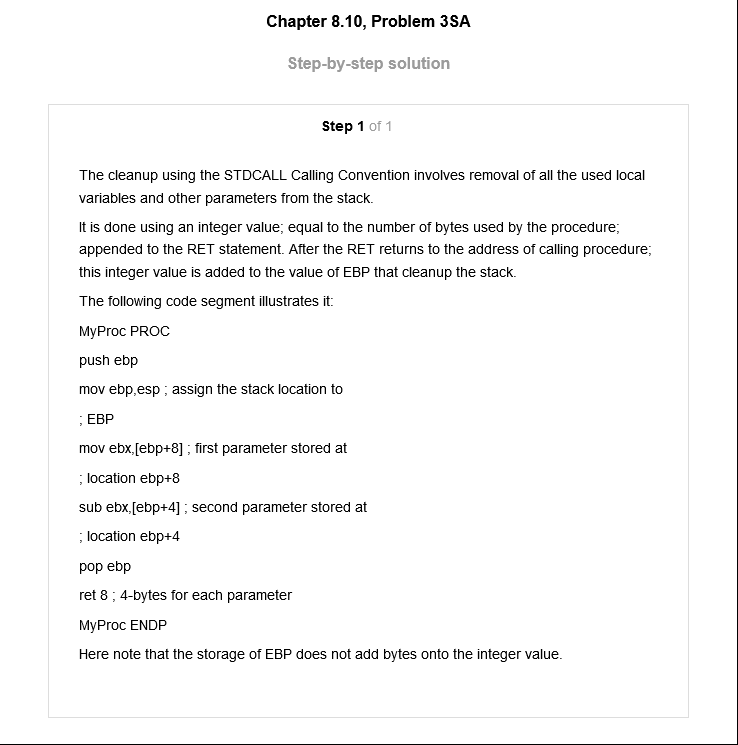 Chapter 8.10, Problem 3SA
Step-by-step solution
Step 1 of 1
The cleanup using the STDCALL Calling Convention involves removal of all the used local
variables and other parameters from the stack.
It is done using an integer value; equal to the number of bytes used by the procedure;
appended to the RET statement. After the RET returns to the address of calling procedure;
this integer value is added to the value of EBP that cleanup the stack.
The following code segment illustrates it:
MyProc PROC
push ebp
mov ebp,esp ; assign the stack location to
; EBP
mov ebx,[ebp+8] ; first parameter stored at
; location ebp+8
sub ebx,[ebp+4] ; second parameter stored at
; location ebp+4
pop ebp
ret 8 ; 4-bytes for each parameter
MyProc ENDP
Here note that the storage of EBP does not add bytes onto the integer value.